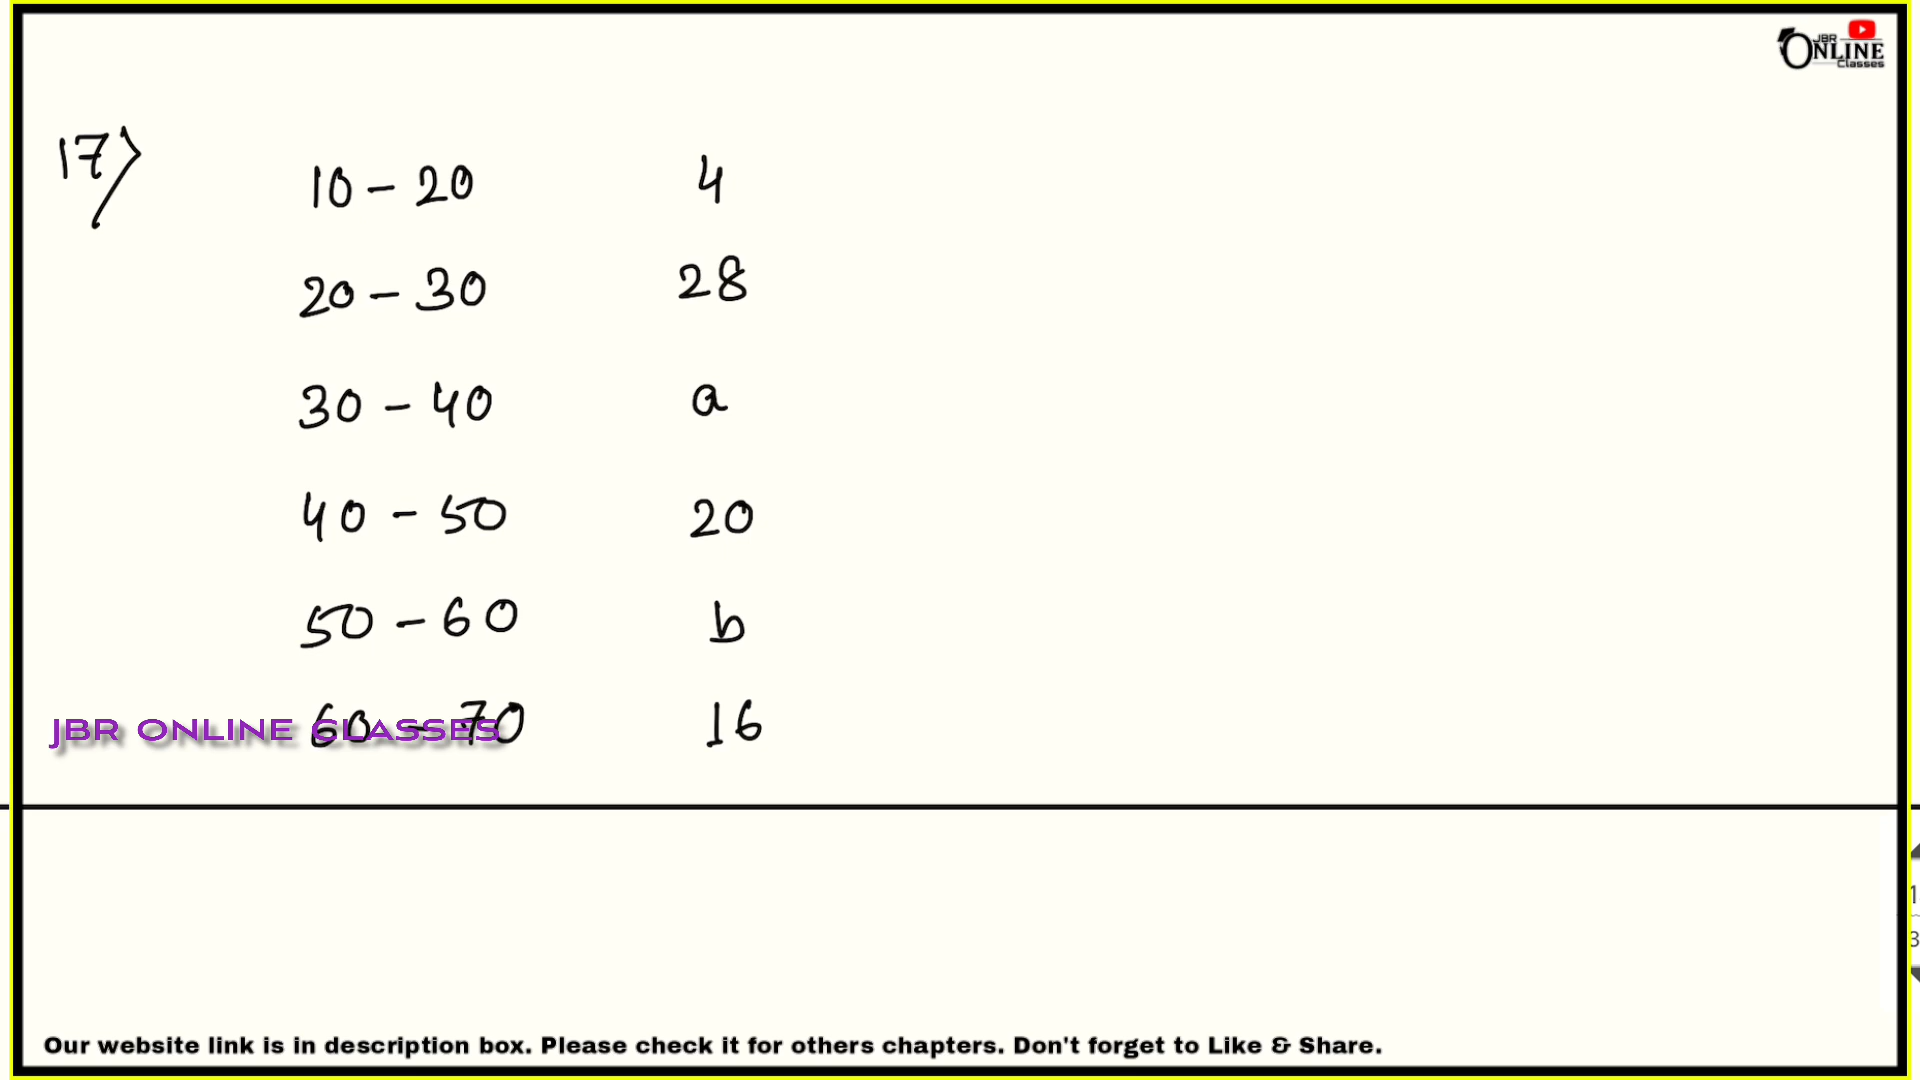 JBR
ONLINE
Classes
17)
10 - 20 4
20 - 30 28
30 - 40 a
40 - 50 20
50 - 60 b
60 - 70 16
JBR ONLINE CLASSES
1
3
Our website link is in description box. Please check it for others chapters. Don't forget to Like & Share.